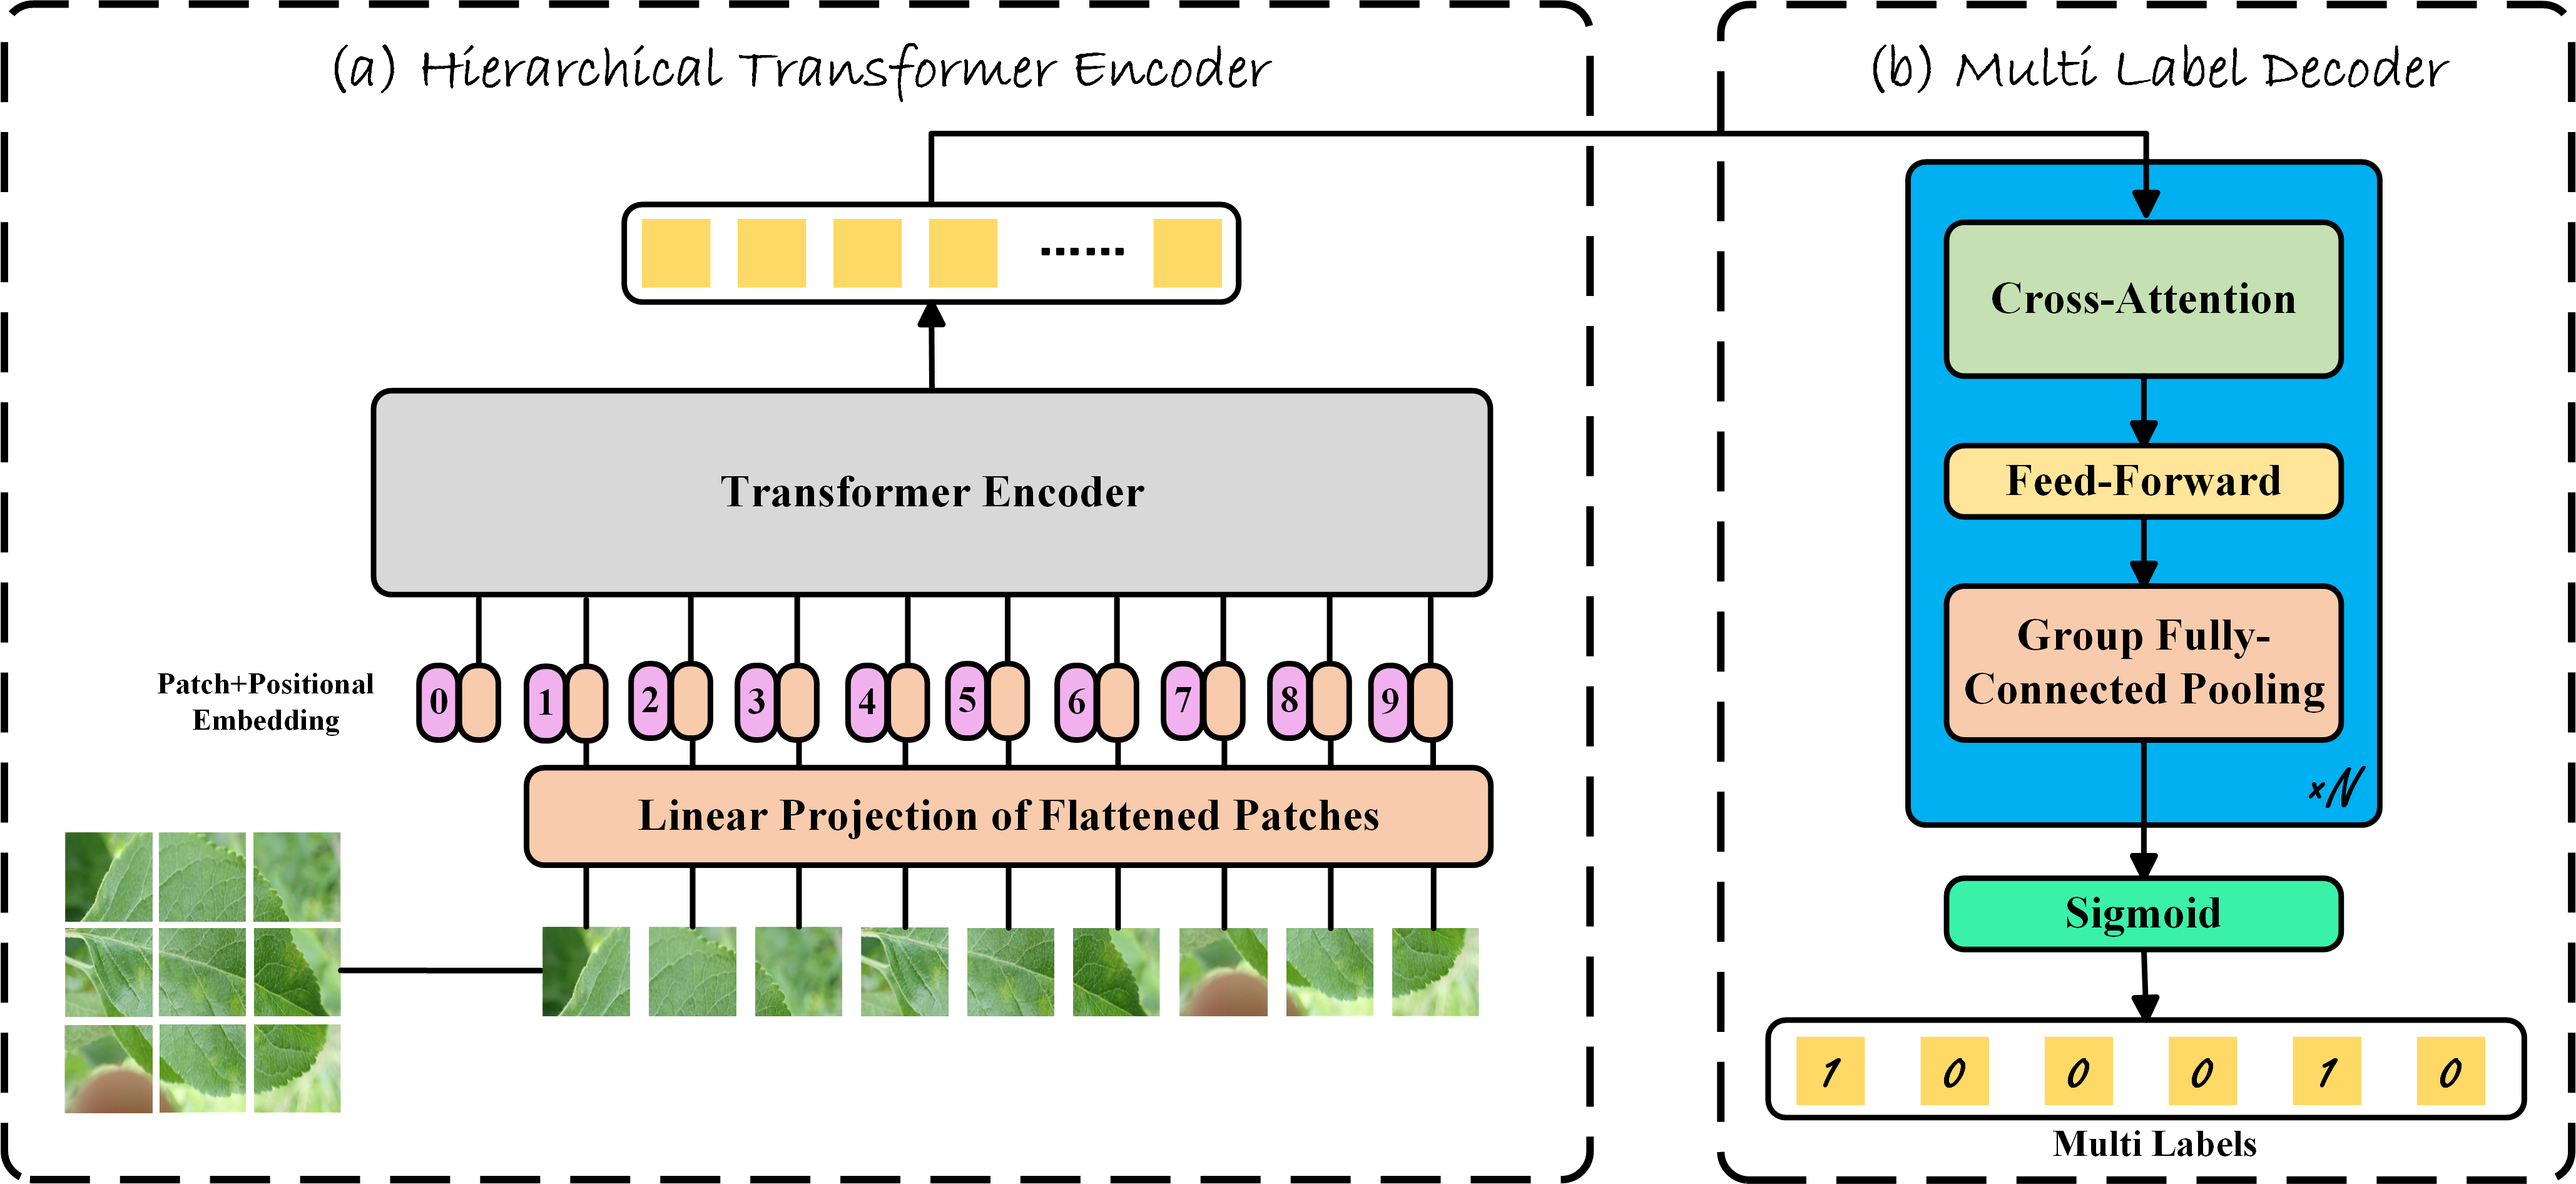 (a) Hierarchical Transformer Encoder
Transformer Encoder
Patch+Positional
Embedding
0 1 2 3 4 5 6 7 8 9
Linear Projection of Flattened Patches
(b) Multi Label Decoder
Cross-Attention
Feed-Forward
Group Fully-
Connected Pooling
×N
Sigmoid
1 0 0 0 1 0
Multi Labels